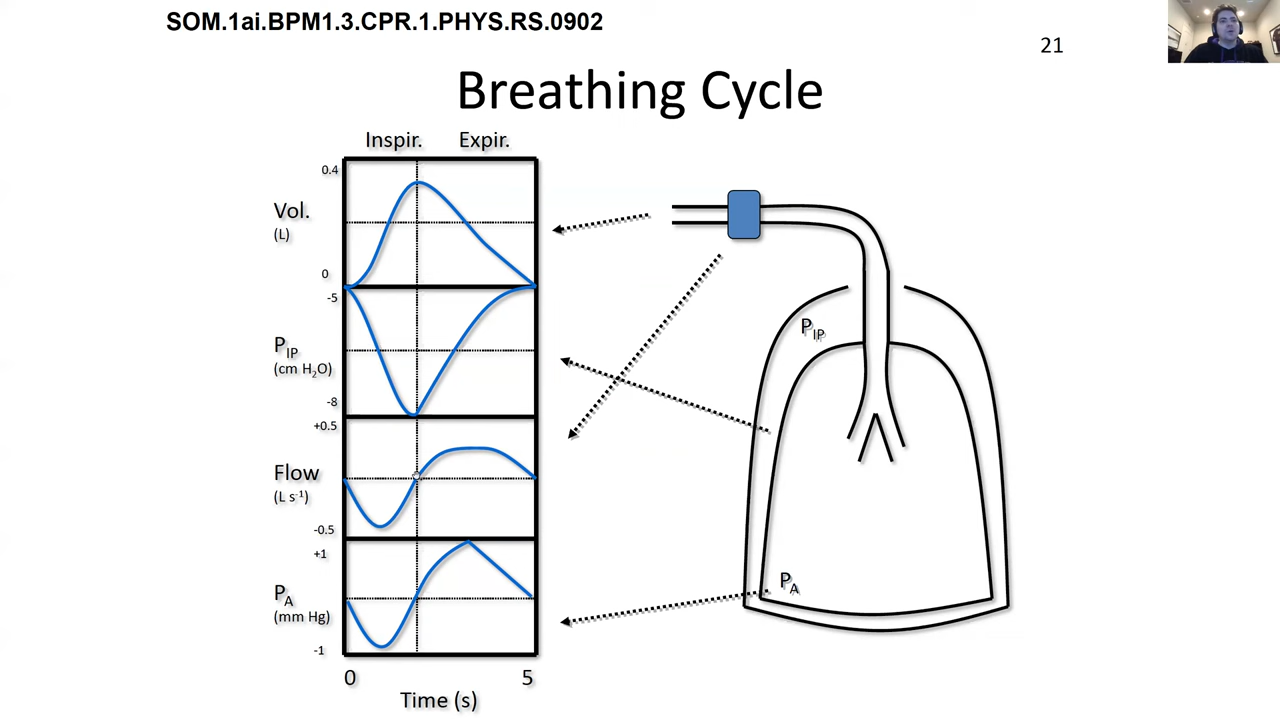 SOM.1ai.BPM1.3.CPR.1.PHYS.RS.0902
21
Breathing Cycle
Inspir. Expir.
0.4
Vol.
(L)
0
-5
PIP
(cm H2O)
-8
+0.5
Flow
(L s-1)
-0.5
+1
PA
(mm Hg)
-1
0 5
Time (s)
PIP
PA